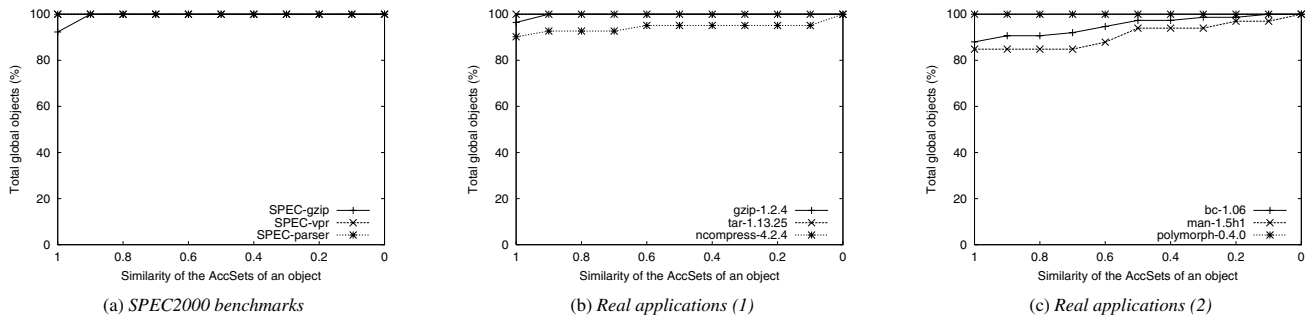 Total global objects (%)
100
80
60
40
20
0
SPEC-gzip
SPEC-vpr
SPEC-parser
1 0.8 0.6 0.4 0.2 0
Similarity of the AccSets of an object
(a) SPEC2000 benchmarks
Total global objects (%)
100
80
60
40
20
0
gzip-1.2.4
tar-1.13.25
ncompress-4.2.4
1 0.8 0.6 0.4 0.2 0
Similarity of the AccSets of an object
(b) Real applications (1)
Total global objects (%)
100
80
60
40
20
0
bc-1.06
man-1.5h1
polymorph-0.4.0
1 0.8 0.6 0.4 0.2 0
Similarity of the AccSets of an object
(c) Real applications (2)